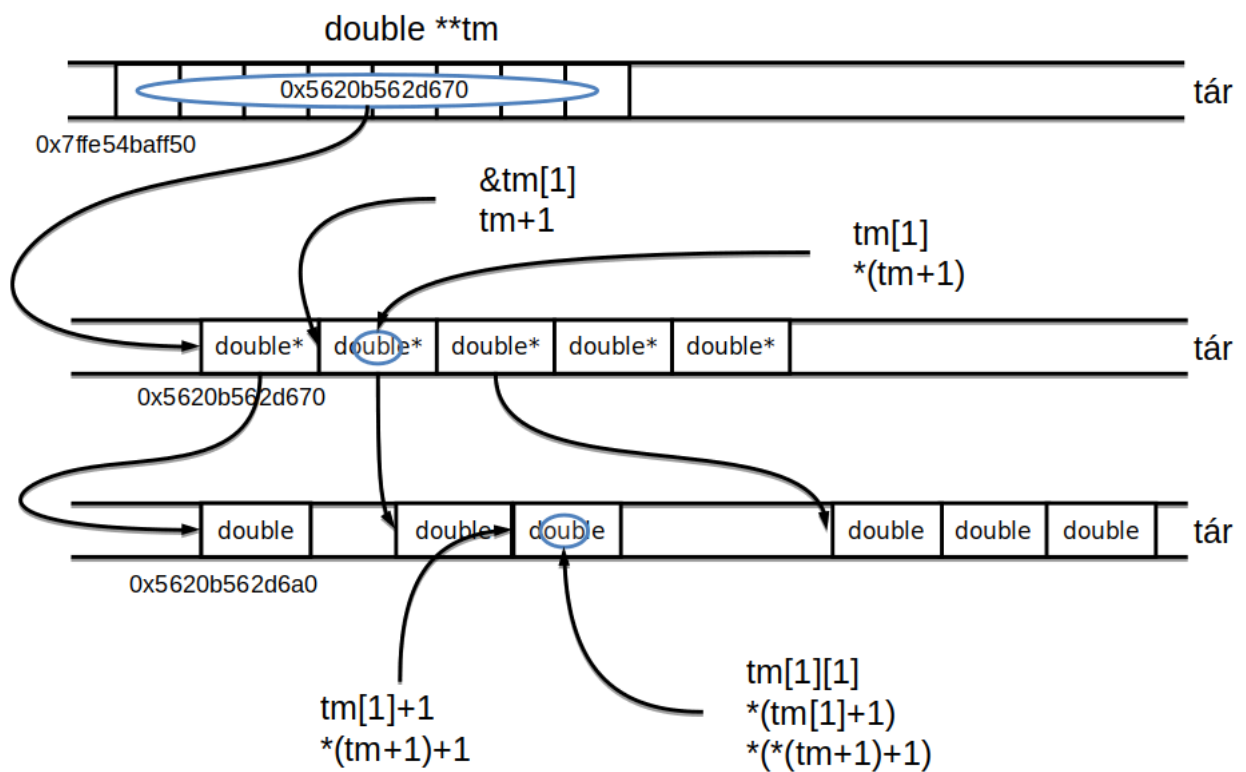 double **tm
0x5620b562d670
tár
0x7ffe54baff50
&tm[1]
tm+1
tm[1]
*(tm+1)
double* double* double* double* double*
tár
0x5620b562d670
double double double double double double
tár
0x5620b562d6a0
tm[1]+1
*(tm+1)+1
tm[1][1]
*(tm[1]+1)
*(*(tm+1)+1)